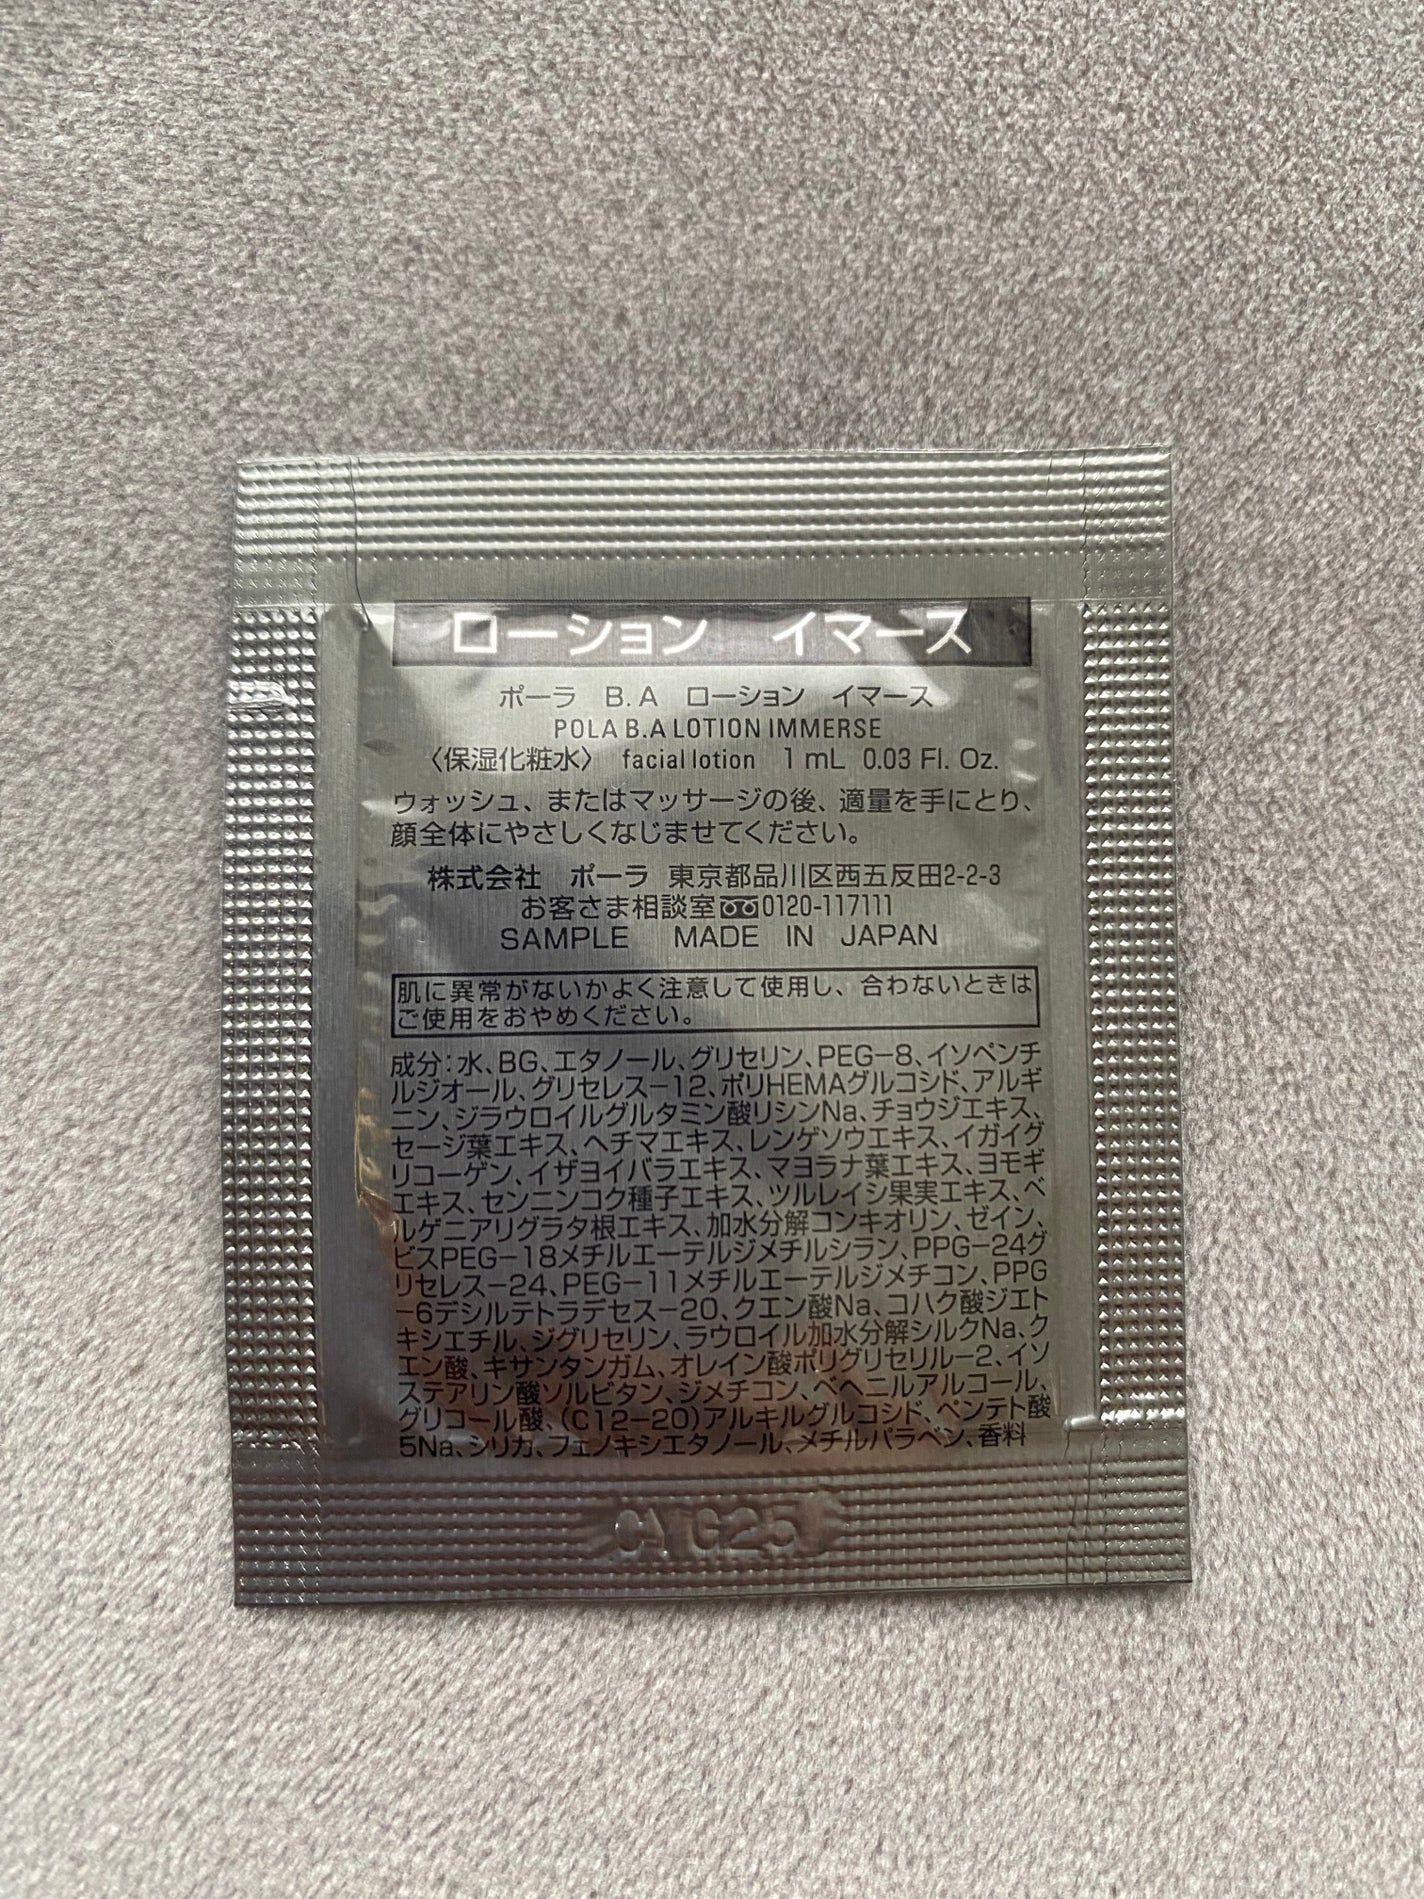 ローション イマース
ポーラ B.A ローション イマース
POLA B.A LOTION IMMERSE
〈保湿化粧水〉 facial lotion 1 mL 0.03 Fl. Oz.
ウォッシュ、またはマッサージの後、適量を手にとり、
顔全体にやさしくなじませてください。
株式会社 ポーラ 東京都品川区西五反田2-2-3
お客さま相談室 0120-117111
SAMPLE MADE IN JAPAN
肌に異常がないかよく注意して使用し、合わないときは
ご使用をおやめください。
成分：水、BG、エタノール、グリセリン、PEG−8、イソペンチ
ルジオール、グリセレス−12、ポリHEMAグルコシド、アルギ
ニン、ジラウロイルグルタミン酸リシンNa、チョウジエキス、
セージ葉エキス、ヘチマエキス、レンゲソウエキス、イガイグ
リコーゲン、イザヨイバラエキス、マヨラナ葉エキス、ヨモギ
エキス、センニンコク種子エキス、ツルレイシ果実エキス、ベ
ルゲニアリグラタ根エキス、加水分解コンキオリン、ゼイン、
ビスPEG−18メチルエーテルジメチルシラン、PPG−24グ
リセレス−24、PEG−11メチルエーテルジメチコン、PPG
−6デシルテトラデセス−20、クエン酸Na、コハク酸ジエト
キシエチル、ジグリセリン、ラウロイル加水分解シルクNa、ク
エン酸、キサンタンガム、オレイン酸ポリグリセリル−2、イソ
ステアリン酸ソルビタン、ジメチコン、ベヘニルアルコール、
グリコール酸、(C12−20)アルキルグルコシド、ペンテト酸
5Na、シリカ、フェノキシエタノール、メチルパラベン、香料